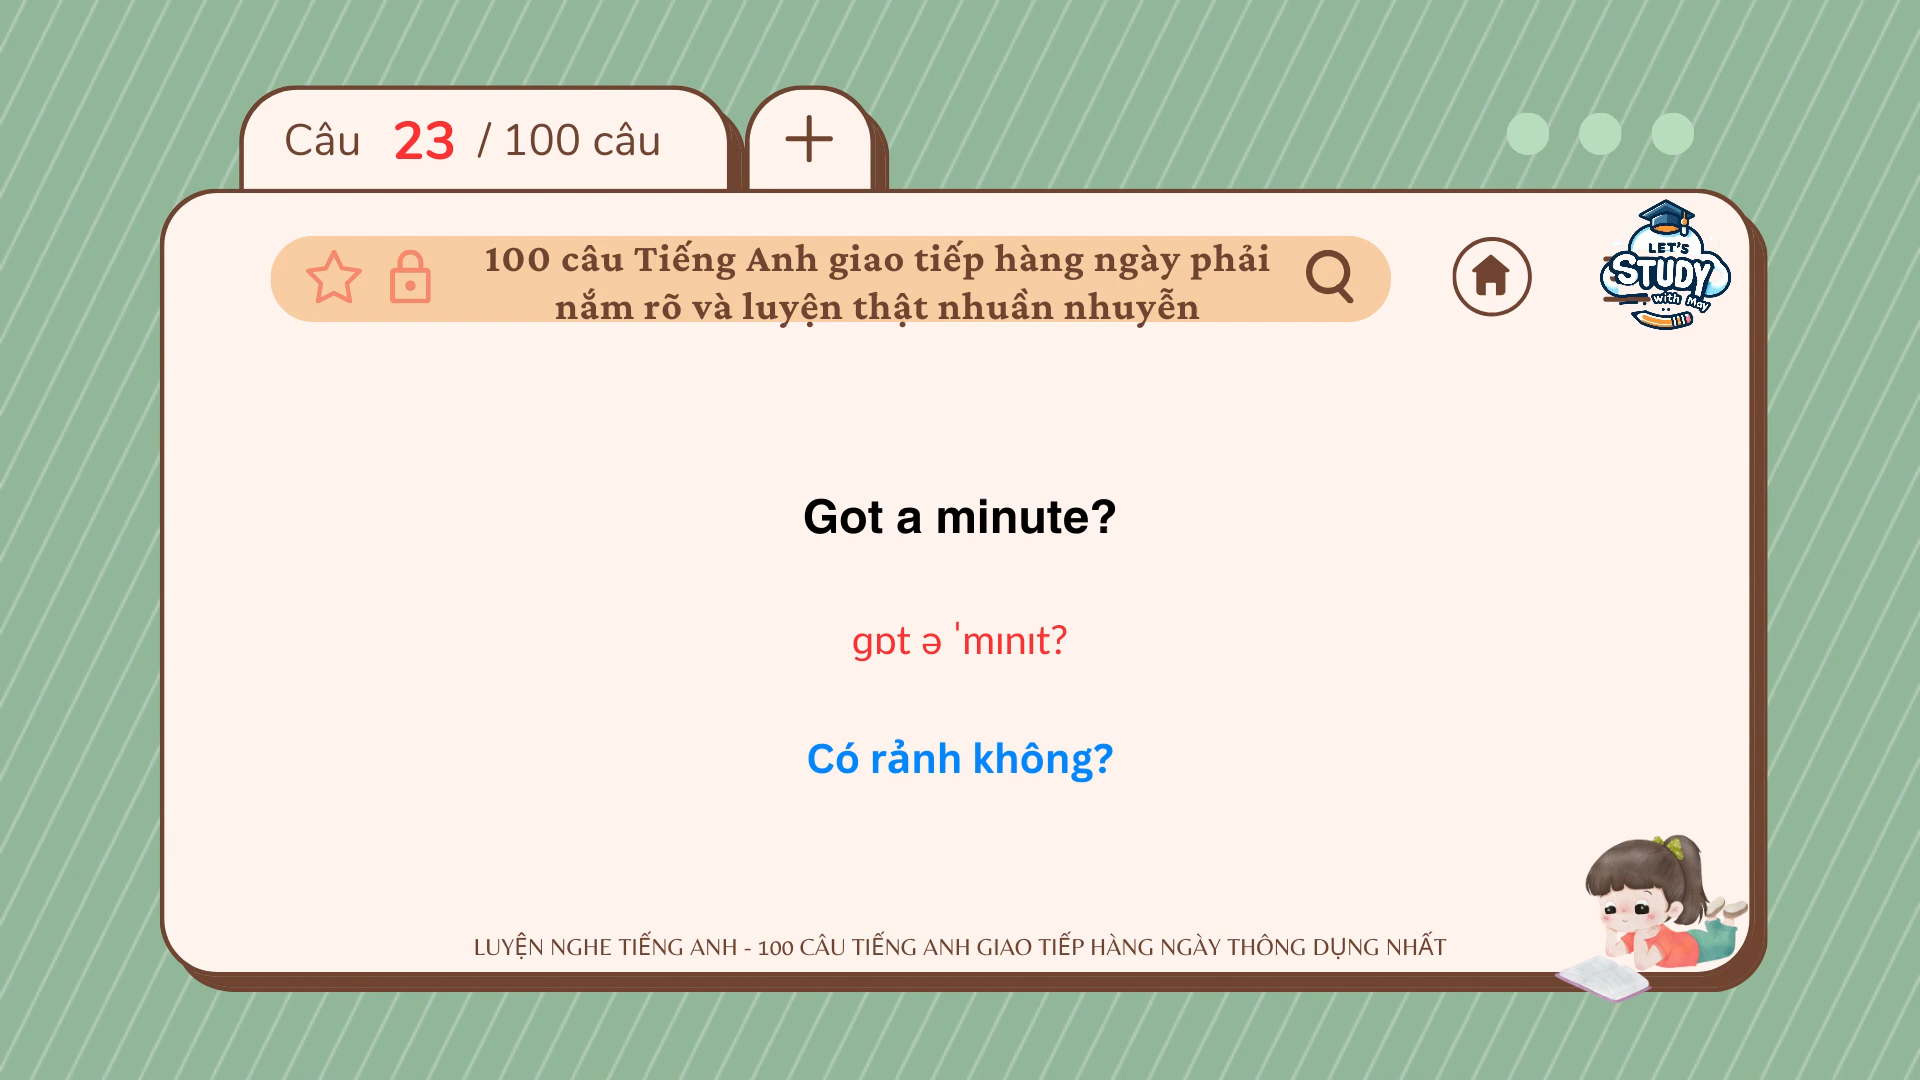 Câu 23 / 100 câu
100 câu Tiếng Anh giao tiếp hàng ngày phải
nắm rõ và luyện thật nhuần nhuyễn
LET'S
STUDY
with May
Got a minute?
gɒt ə ˈmɪnɪt?
Có rảnh không?
LUYỆN NGHE TIẾNG ANH - 100 CÂU TIẾNG ANH GIAO TIẾP HÀNG NGÀY THÔNG DỤNG NHẤT